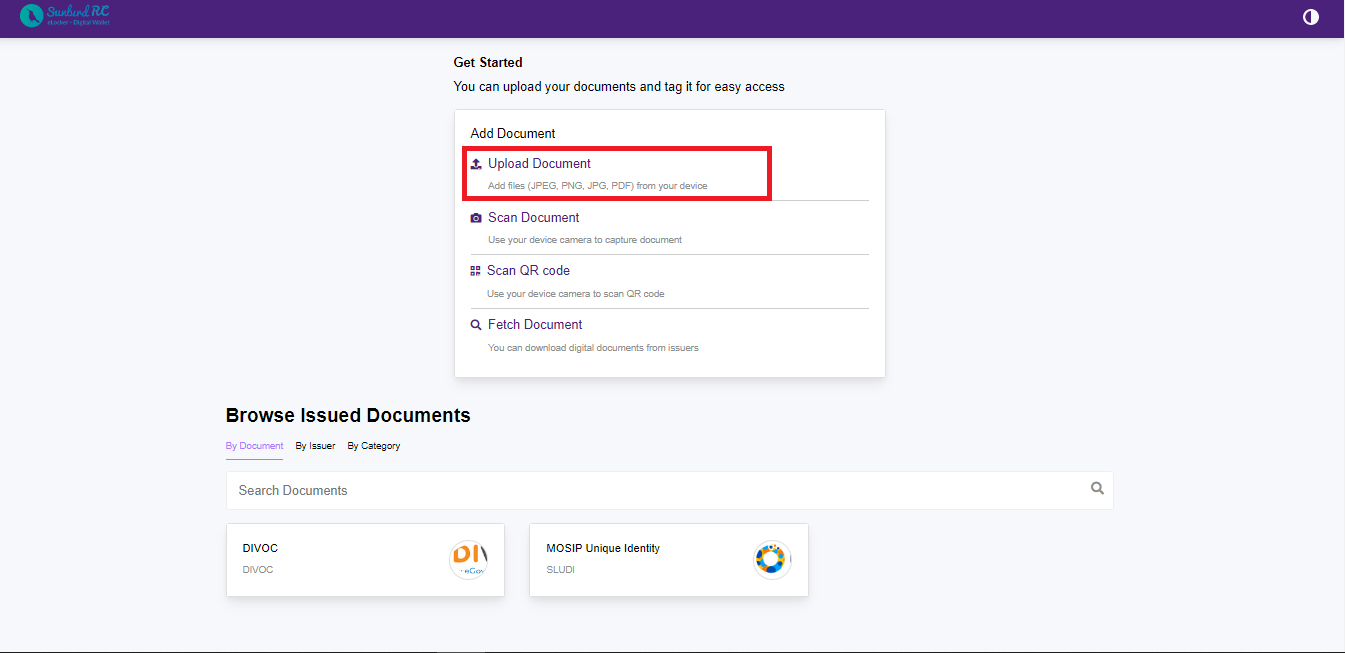 Sunbird RC
eLocker - Digital Wallet
Get Started
You can upload your documents and tag it for easy access
Add Document
Upload Document
Add files (JPEG, PNG, JPG, PDF) from your device
Scan Document
Use your device camera to capture document
Scan QR code
Use your device camera to scan QR code
Fetch Document
You can download digital documents from issuers
Browse Issued Documents
By Document By Issuer By Category
Search Documents
DIVOC
DIVOC
DIV
eGov
MOSIP Unique Identity
SLUDI